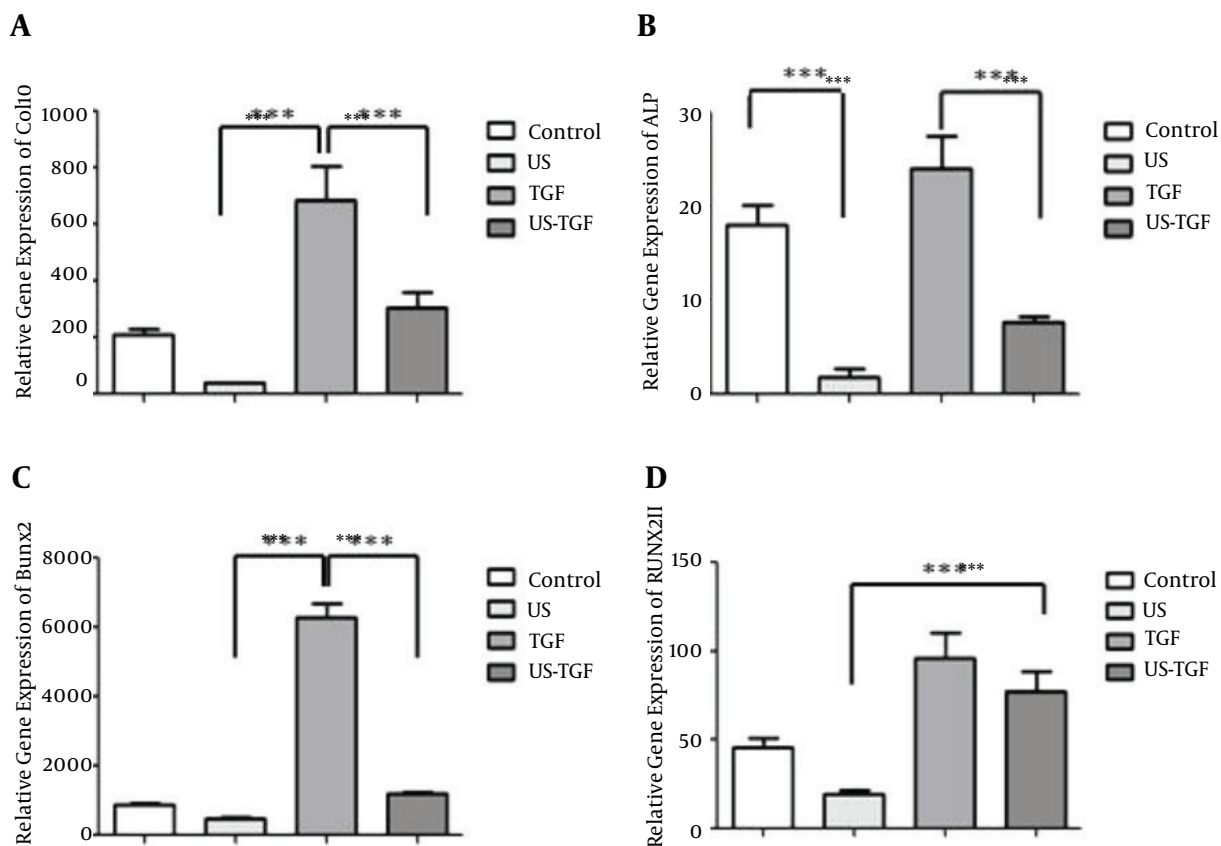 A
Relative Gene Expression of Col10
1000
800
600
400
200
0
*** ***
*** ***
Control
US
TGF
US-TGF
B
Relative Gene Expression of ALP
30
20
10
0
*** ***
*** ***
Control
US
TGF
US-TGF
C
Relative Gene Expression of Bunx2
8000
6000
4000
2000
0
*** ***
*** ***
Control
US
TGF
US-TGF
D
Relative Gene Expression of RUNX2II
150
100
50
0
*** ***
Control
US
TGF
US-TGF